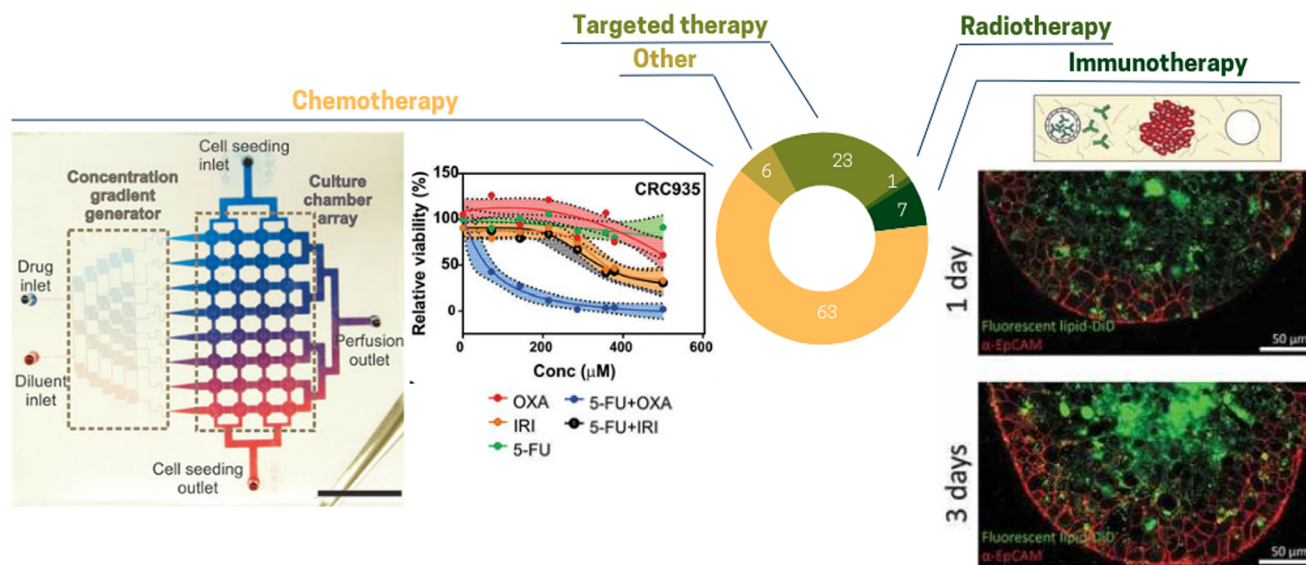 Targeted therapy
Radiotherapy
Other
Immunotherapy
Chemotherapy
Cell seeding
inlet
Concentration
gradient
generator
Culture
chamber
array
Drug
inlet
Diluent
inlet
Perfusion
outlet
Cell seeding
outlet
150
100
50
0
Relative viability (%)
CRC935
0
200
400
600
Conc (μM)
OXA
5-FU+OXA
IRI
5-FU+IRI
5-FU
6
23
1
7
63
1 day
Fluorescent lipid-DiD
α-EpCAM
50 μm
3 days
Fluorescent lipid-DiD
α-EpCAM
50 μm